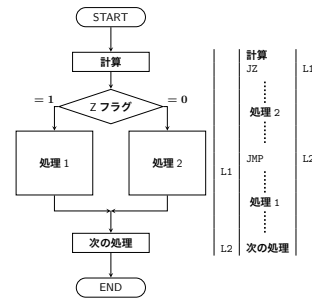 START
計算
Z フラグ
= 1
= 0
処理 1
処理 2
次の処理
END
計算
JZ L1
処理 2
JMP L2
L1
処理 1
L2 次の処理